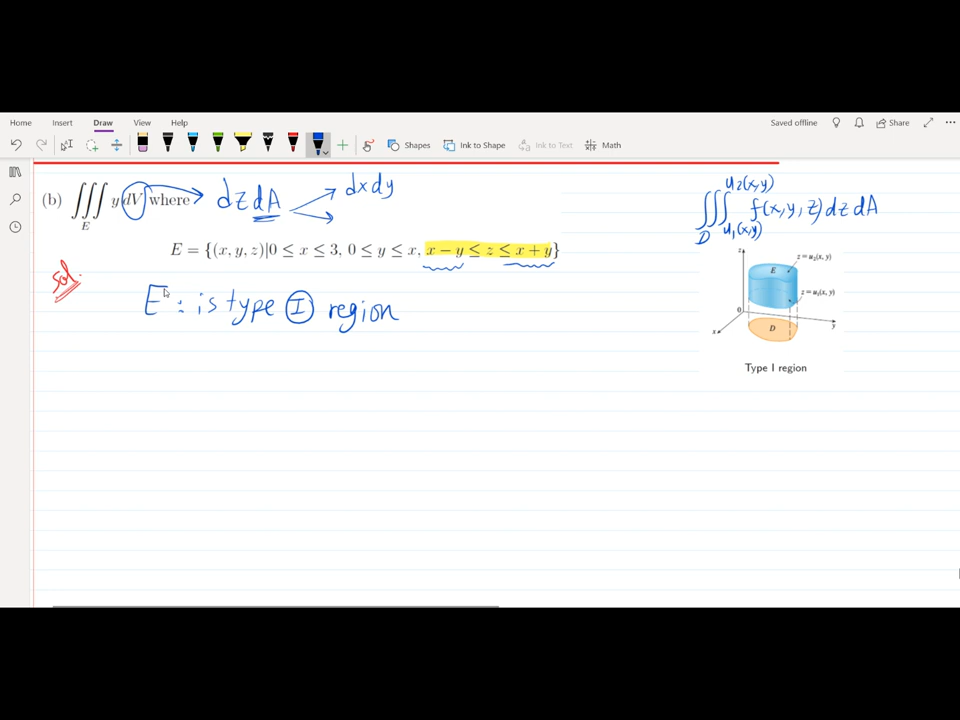 Home Insert Draw View Help
Saved offline Share
Shapes Ink to Shape Ink to Text Math
(b) ∭_E y dV where → dz dA → dx dy
E = {(x, y, z)|0 ≤ x ≤ 3, 0 ≤ y ≤ x, x − y ≤ z ≤ x + y}
Sol.
E : is type Ⓘ region
u₂(x,y)
∭ f(x,y,z) dz dA
D u₁(x,y)
z
z = u₂(x, y)
E
z = u₁(x, y)
0
x D y
Type I region